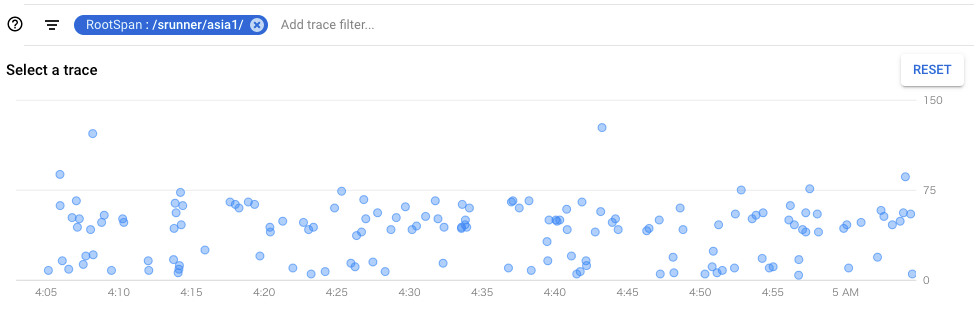 RootSpan : /srunner/asia1/ Add trace filter...
Select a trace
RESET
150
75
0
4:05 4:10 4:15 4:20 4:25 4:30 4:35 4:40 4:45 4:50 4:55 5 AM